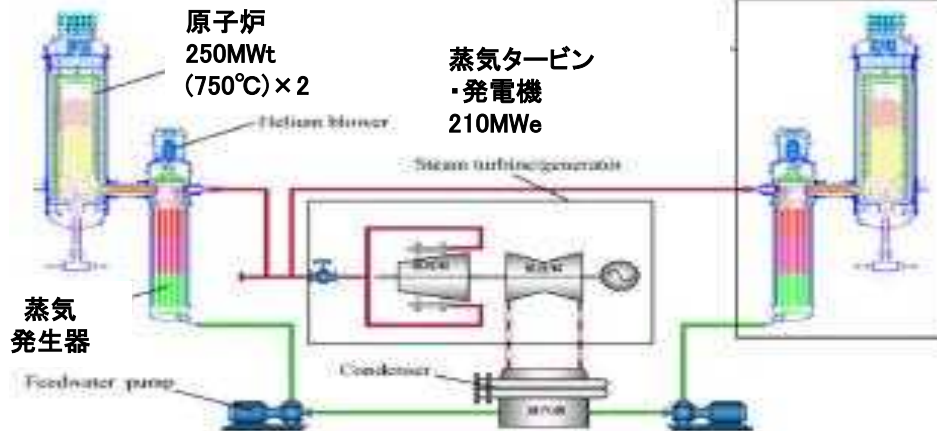 原子炉
250MWt
(750℃)×2
蒸気タービン
・発電機
210MWe
Helium blower
Steam turbine/generator
蒸気
発生器
Condenser
Feedwater pump